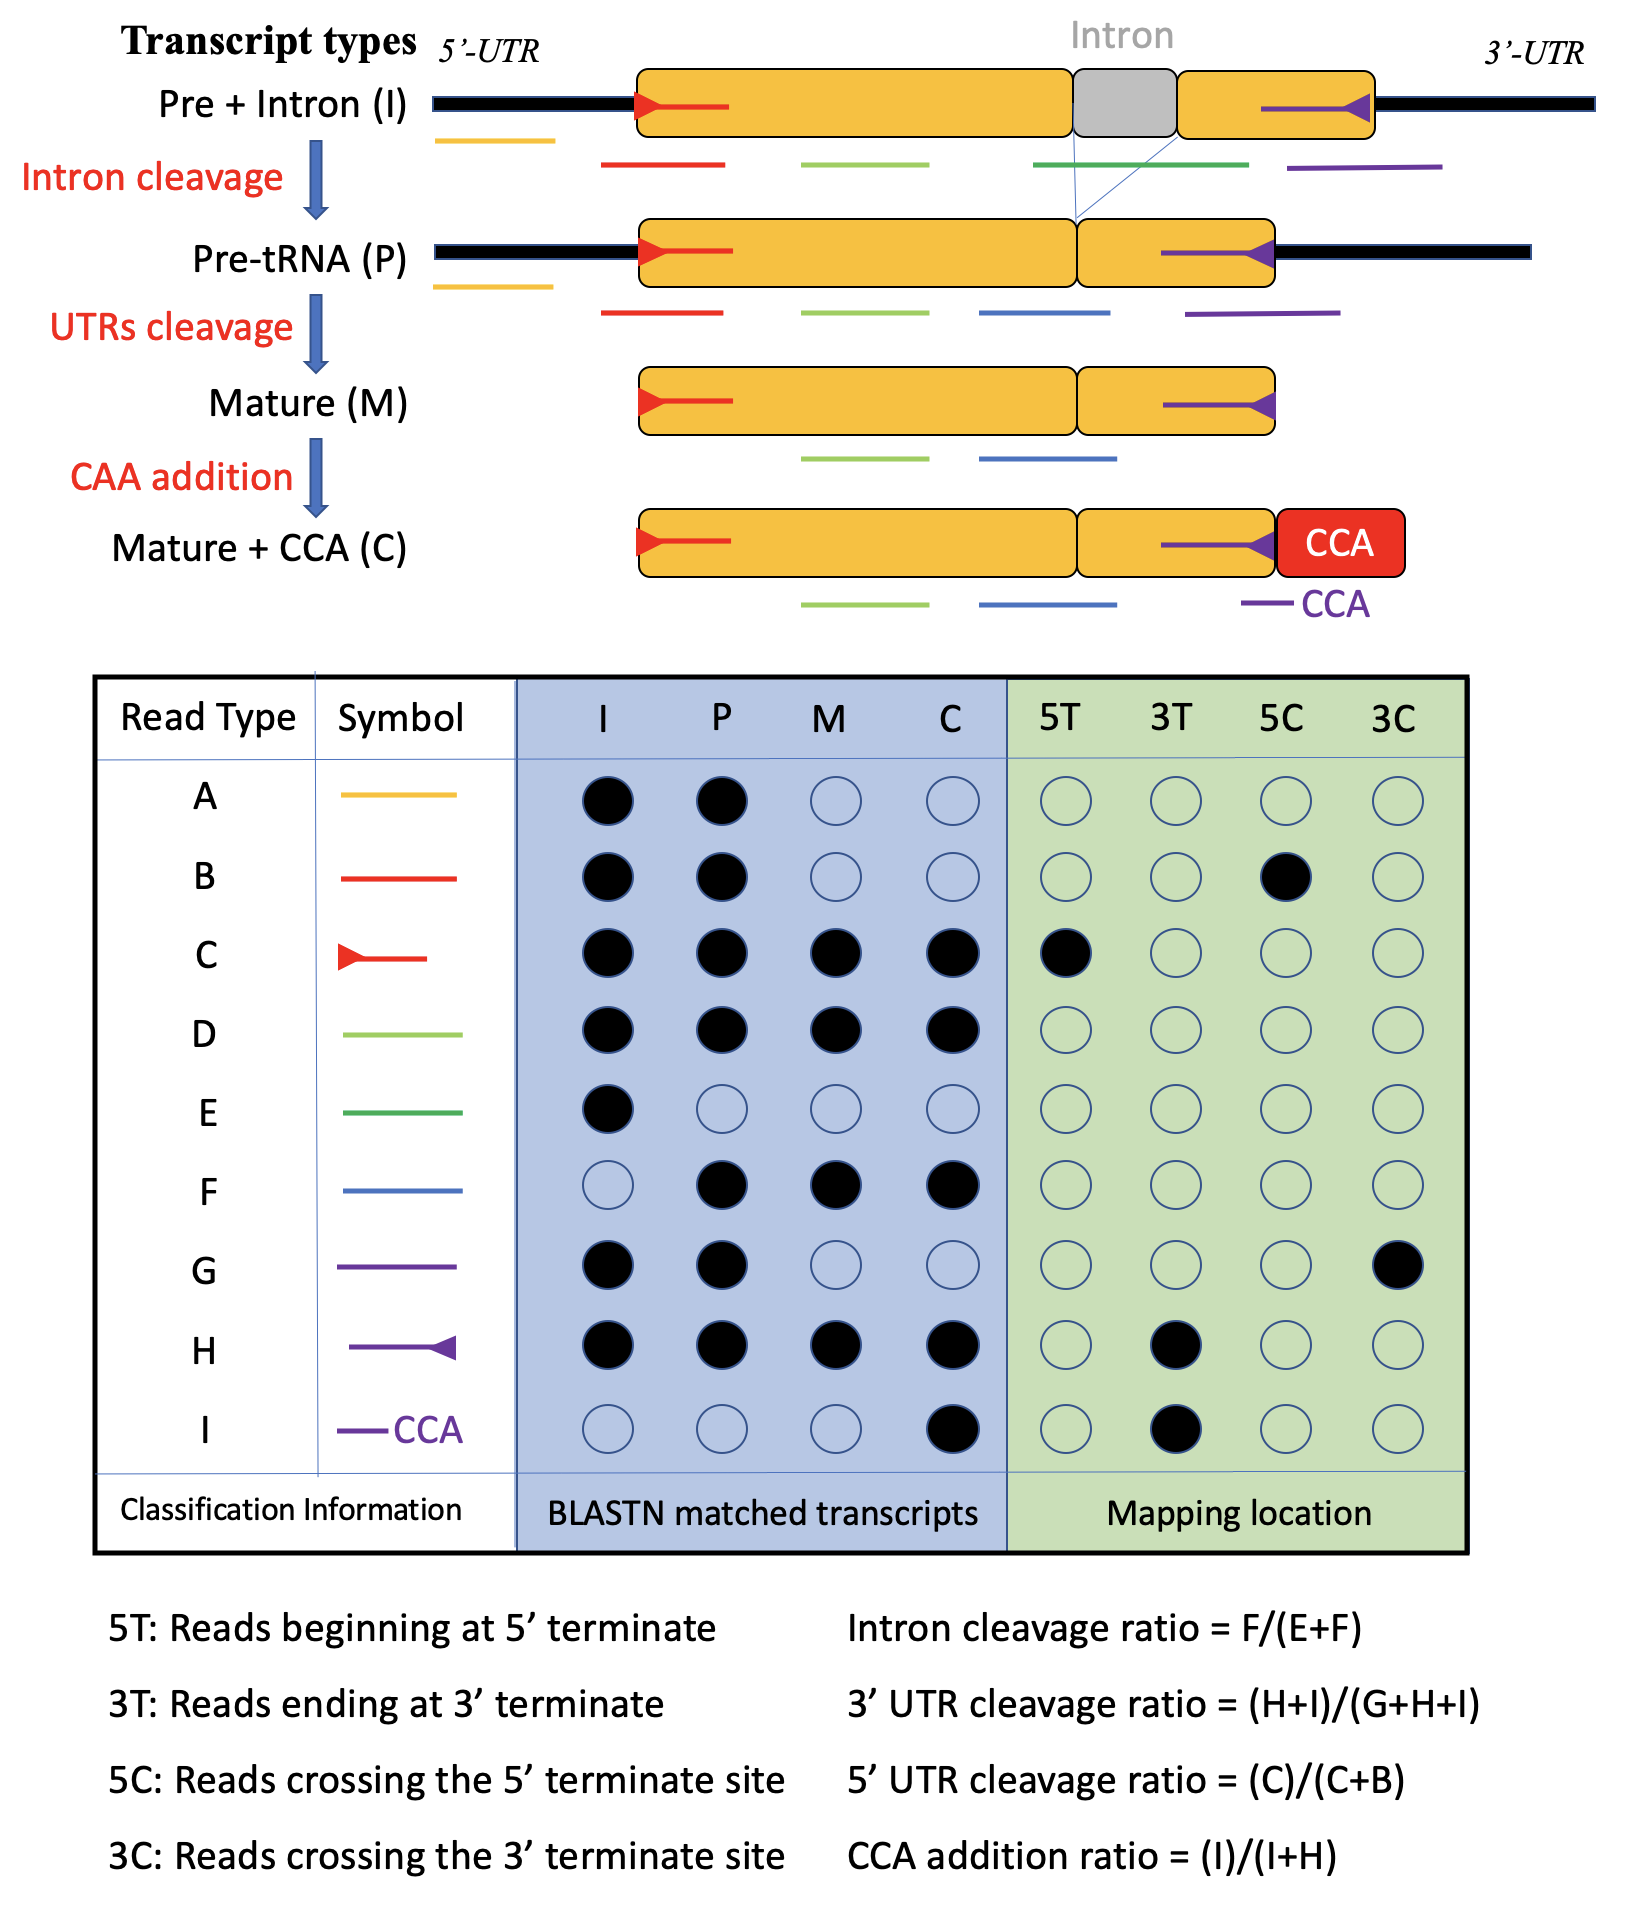 Transcript types
5’-UTR
Intron
3’-UTR
Pre + Intron (I)
Intron cleavage
Pre-tRNA (P)
UTRs cleavage
Mature (M)
CAA addition
Mature + CCA (C)
CCA
CCA
Read Type Symbol I P M C 5T 3T 5C 3C
A
B
C
D
E
F
G
H
I CCA
Classification Information BLASTN matched transcripts Mapping location
5T: Reads beginning at 5’ terminate
3T: Reads ending at 3’ terminate
5C: Reads crossing the 5’ terminate site
3C: Reads crossing the 3’ terminate site
Intron cleavage ratio = F/(E+F)
3’ UTR cleavage ratio = (H+I)/(G+H+I)
5’ UTR cleavage ratio = (C)/(C+B)
CCA addition ratio = (I)/(I+H)